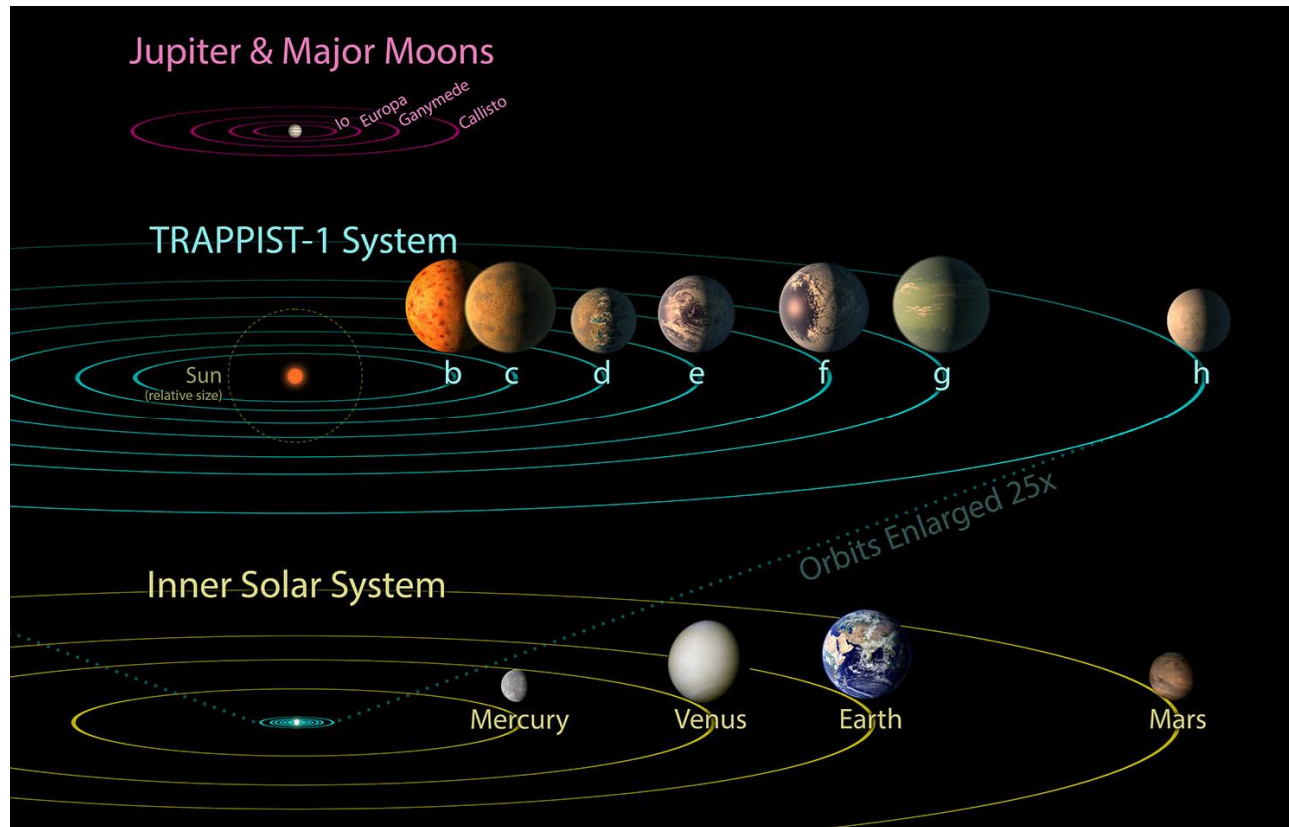 Jupiter & Major Moons
Io
Europa
Ganymede
Callisto
TRAPPIST-1 System
Sun
(relative size)
b
c
d
e
f
g
h
Orbits Enlarged 25x
Inner Solar System
Mercury
Venus
Earth
Mars